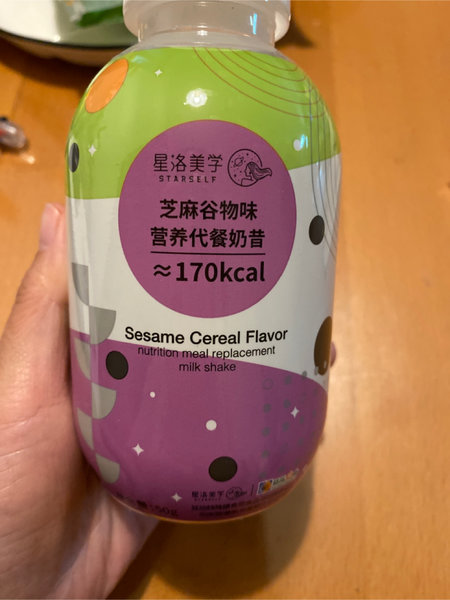 星洛美学
STARSELF
芝麻谷物味
营养代餐奶昔
≈170kcal
Sesame Cereal Flavor
nutrition meal replacement
milk shake
星洛美学